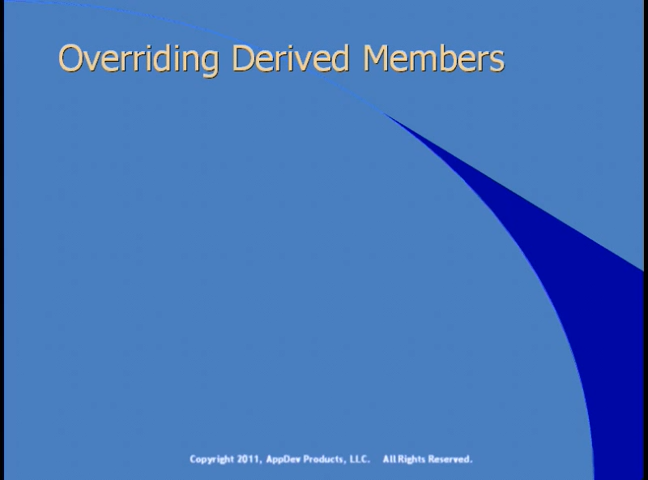 Overriding Derived Members
Copyright 2011, AppDev Products, LLC. All Rights Reserved.